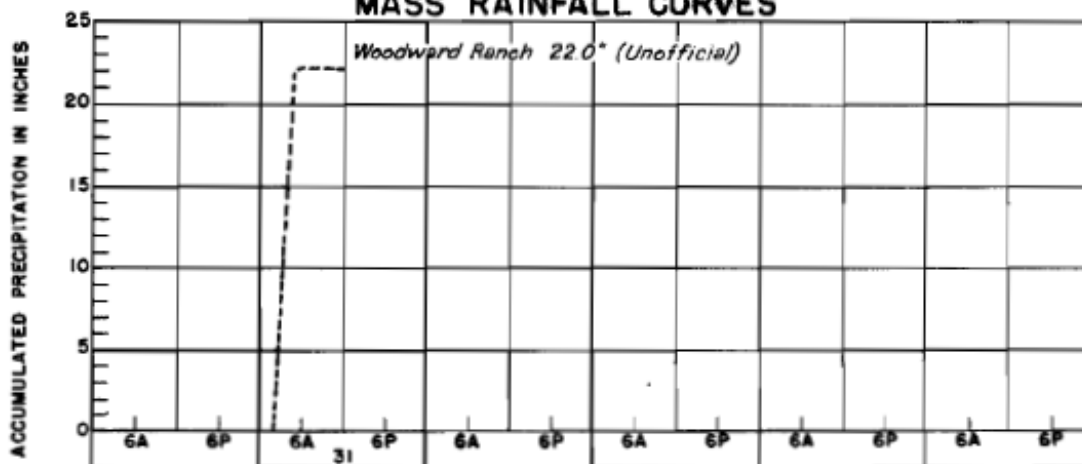 MASS RAINFALL CURVES
Woodward Ranch 22.0" (Unofficial)
ACCUMULATED PRECIPITATION IN INCHES
25
20
15
10
5
0
6A 6P 6A 6P 6A 6P 6A 6P 6A 6P 6A 6P
31